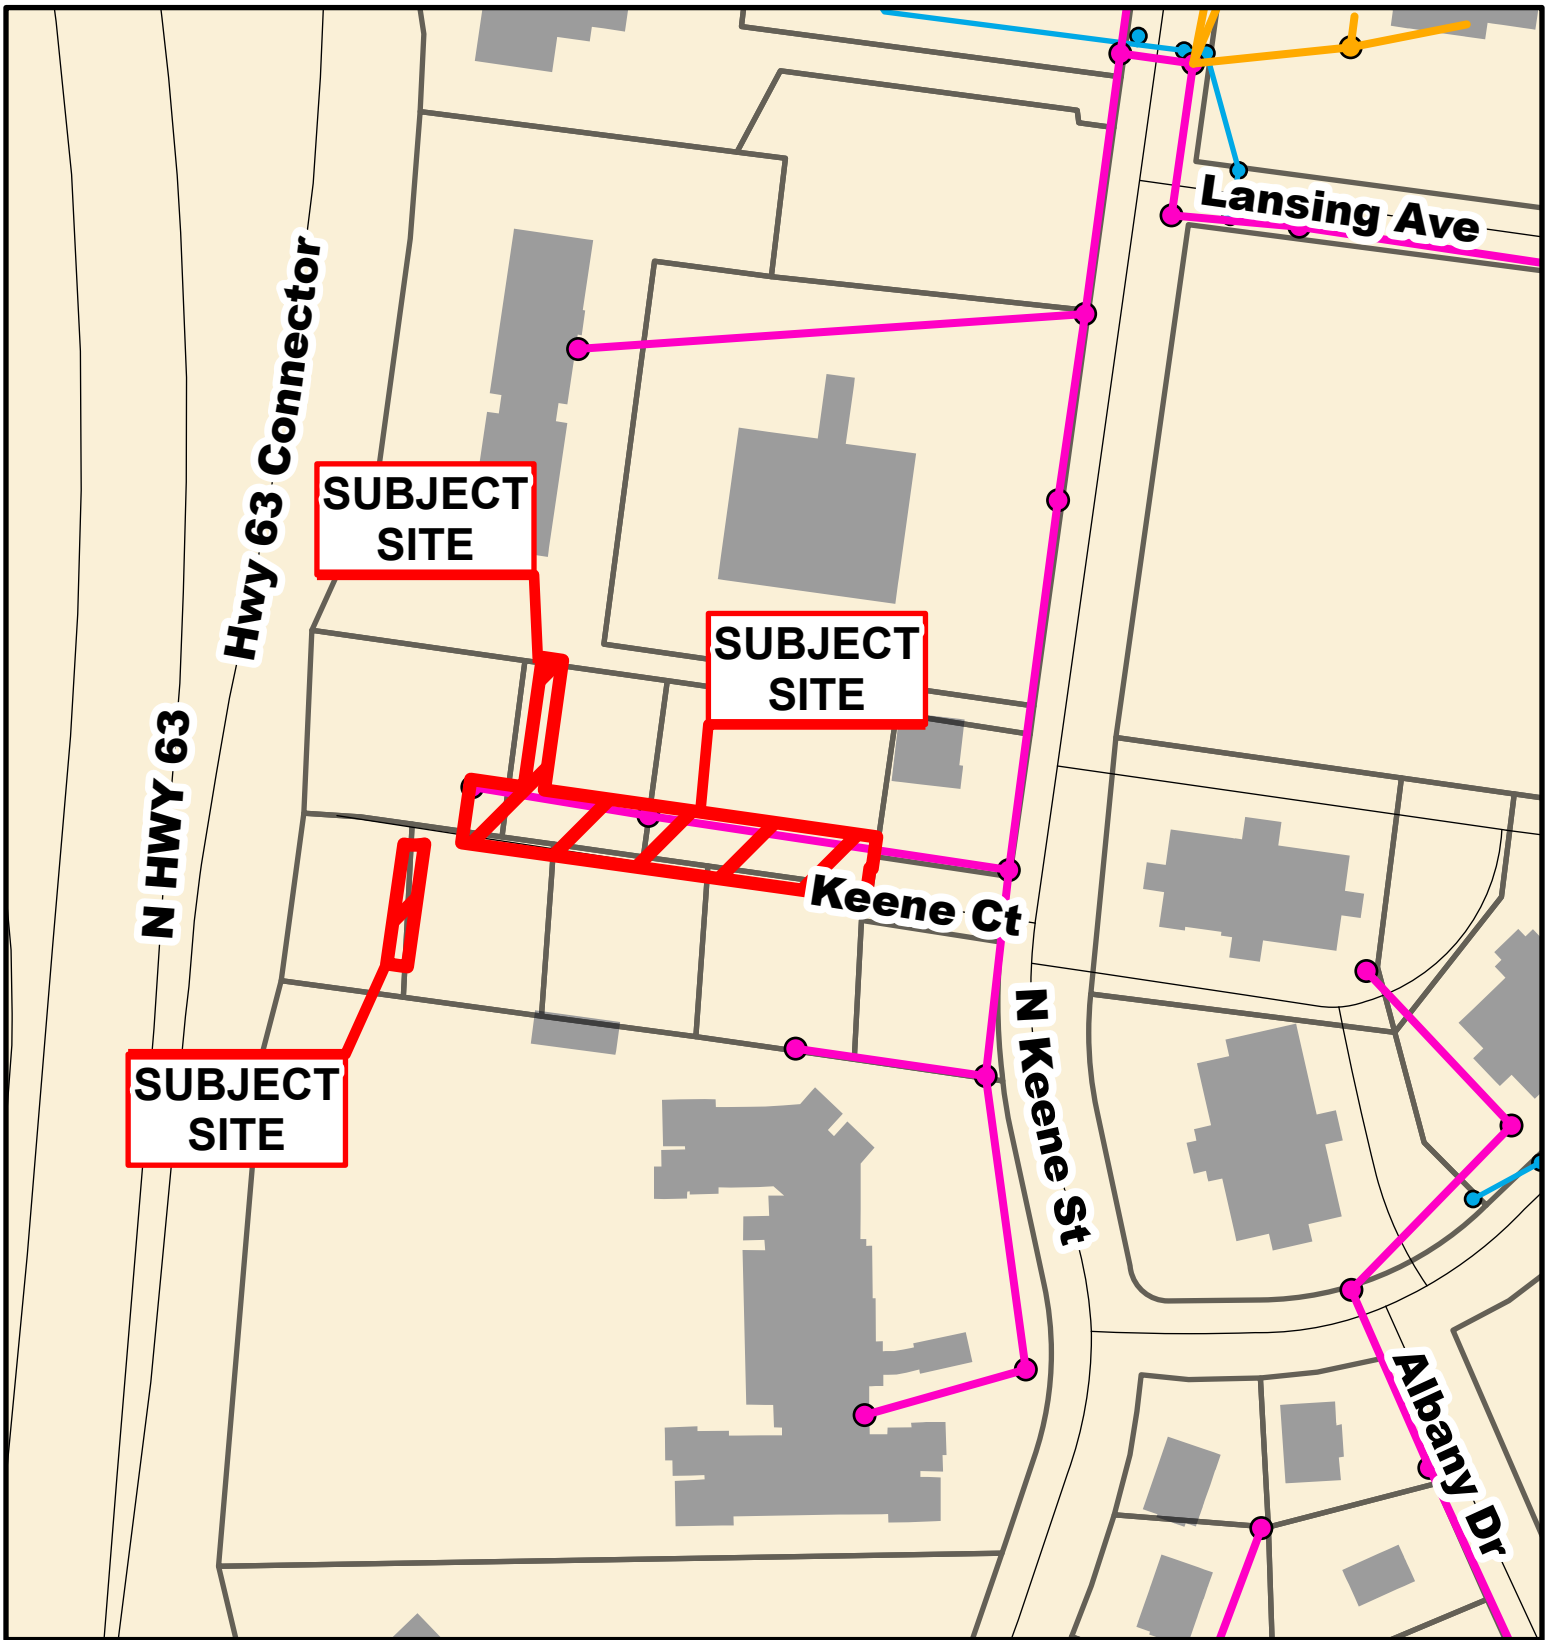 Lansing Ave
Hwy 63 Connector
SUBJECT
SITE
SUBJECT
SITE
N HWY 63
Keene Ct
N Keene St
SUBJECT
SITE
Albany Dr